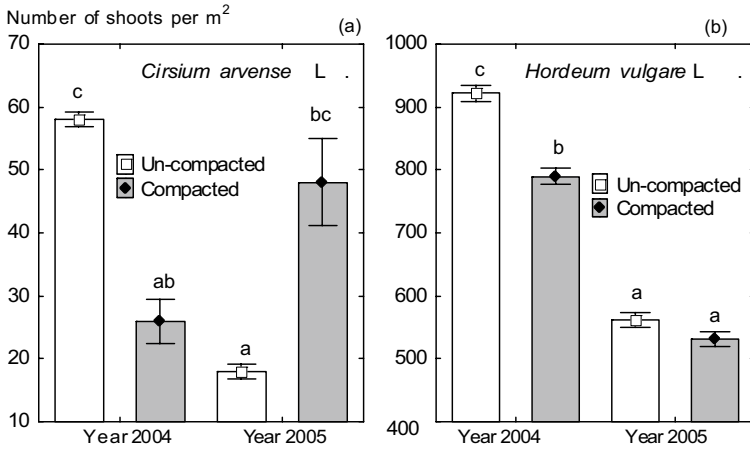 Number of shoots per m²
(a)
70
60
50
40
30
20
10
Cirsium arvense L .
c
ab
a
bc
Un-compacted
Compacted
Year 2004
Year 2005
(b)
1000
900
800
700
600
500
400
Hordeum vulgare L .
c
b
a
a
Un-compacted
Compacted
Year 2004
Year 2005